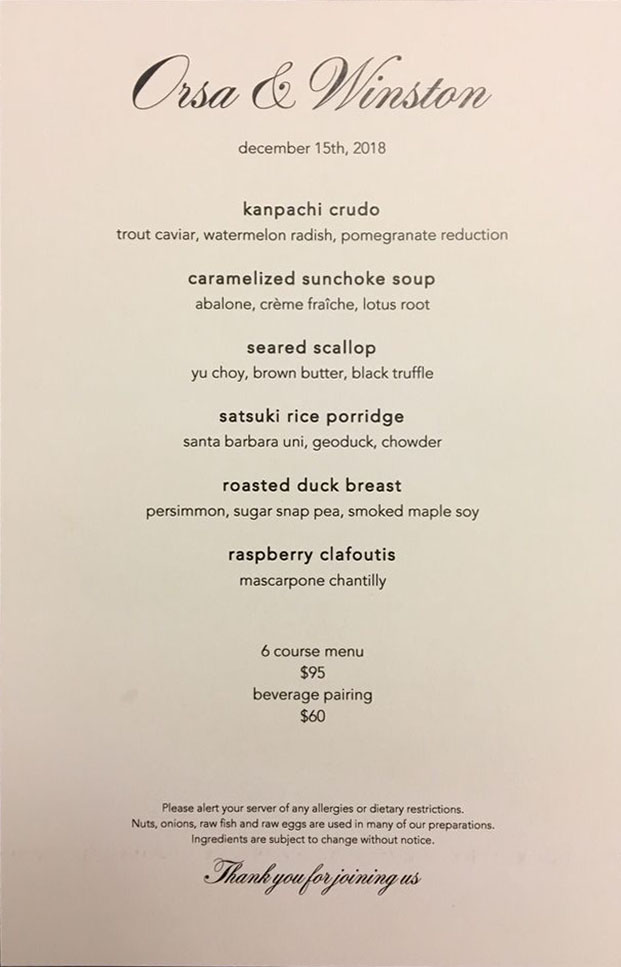 Orsa & Winston
december 15th, 2018
kanpachi crudo
trout caviar, watermelon radish, pomegranate reduction
caramelized sunchoke soup
abalone, crème fraîche, lotus root
seared scallop
yu choy, brown butter, black truffle
satsuki rice porridge
santa barbara uni, geoduck, chowder
roasted duck breast
persimmon, sugar snap pea, smoked maple soy
raspberry clafoutis
mascarpone chantilly
6 course menu
$95
beverage pairing
$60
Please alert your server of any allergies or dietary restrictions.
Nuts, onions, raw fish and raw eggs are used in many of our preparations.
Ingredients are subject to change without notice.
Thank you for joining us